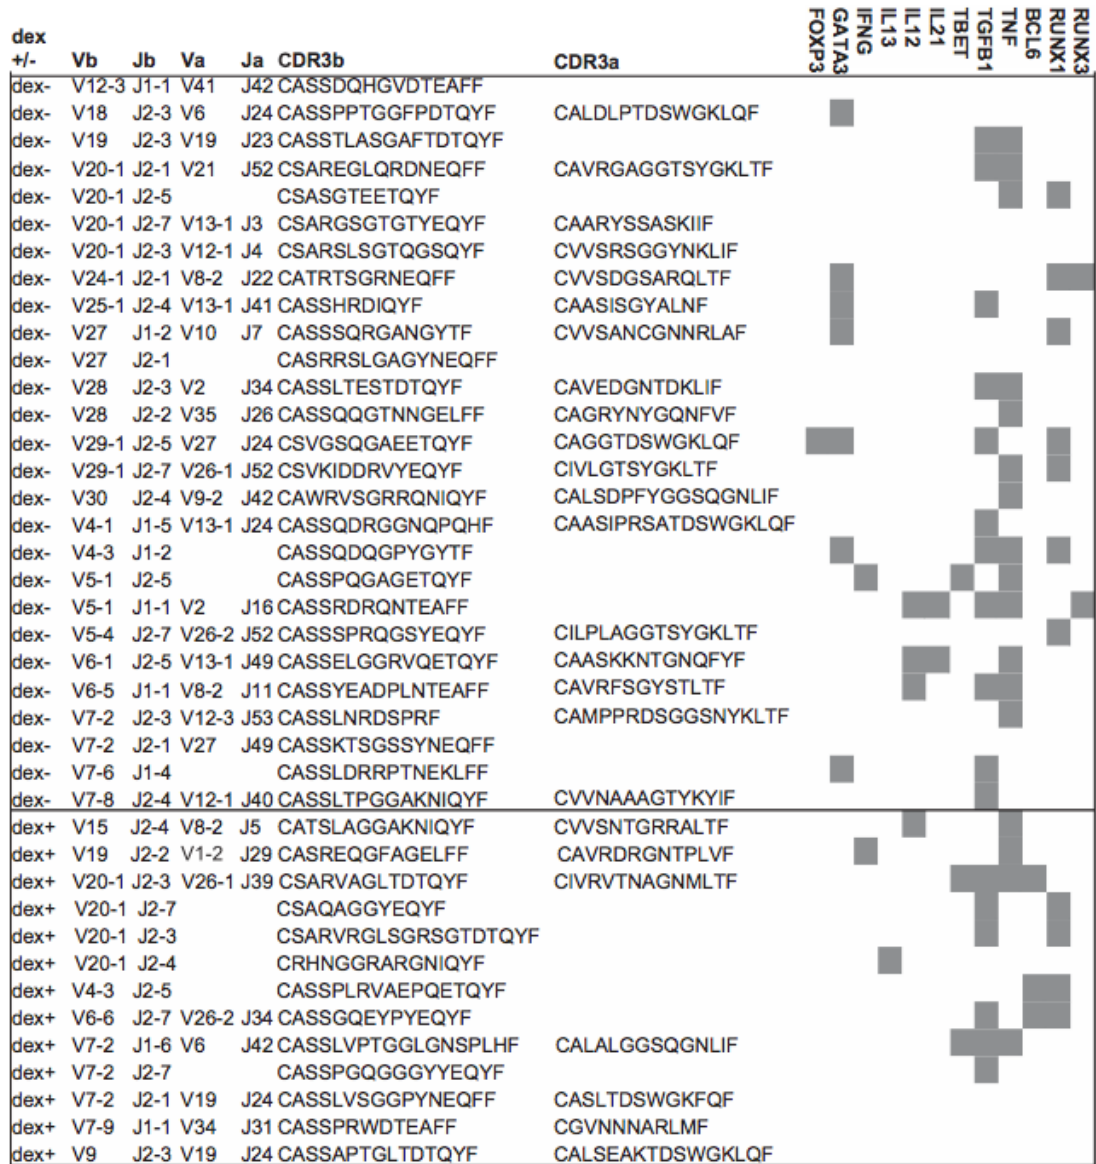 dex
+/- Vb Jb Va Ja CDR3b CDR3a FOXP3 GATA3 IFNG IL13 IL12 IL21 TBET TGFB1 TNF BCL6 RUNX1 RUNX3
dex- V12-3 J1-1 V41 J42 CASSDQHGVDTEAFF
dex- V18 J2-3 V6 J24 CASSPPTGGFPDTQYF CALDLPTDSWGKLQF
dex- V19 J2-3 V19 J23 CASSTLASGAFTDTQYF
dex- V20-1 J2-1 V21 J52 CSAREGLQRDNEQFF CAVRGAGGTSYGKLTF
dex- V20-1 J2-5 CSASGTEETQYF
dex- V20-1 J2-7 V13-1 J3 CSARGSGTGTYEQYF CAARYSSASKIIF
dex- V20-1 J2-3 V12-1 J4 CSARSLSGTQGSQYF CVVSRSGGYNKLIF
dex- V24-1 J2-1 V8-2 J22 CATRTSGRNEQFF CVVSDGSARQLTF
dex- V25-1 J2-4 V13-1 J41 CASSHRDIQYF CAASISGYALNF
dex- V27 J1-2 V10 J7 CASSSQRGANGYTF CVVSANCGNNRLAF
dex- V27 J2-1 CASRRSLGAGYNEQFF
dex- V28 J2-3 V2 J34 CASSLTESTDTQYF CAVEDGNTDKLIF
dex- V28 J2-2 V35 J26 CASSQQGTNNGELFF CAGRYNYGQNFVF
dex- V29-1 J2-5 V27 J24 CSVGSQGAEETQYF CAGGTDSWGKLQF
dex- V29-1 J2-7 V26-1 J52 CSVKIDDRVYEQYF CIVLGTSYGKLTF
dex- V30 J2-4 V9-2 J42 CAWRVSGRRQNIQYF CALSDPFYGGSQGNLIF
dex- V4-1 J1-5 V13-1 J24 CASSQDRGGNQPQHF CAASIPRSATDSWGKLQF
dex- V4-3 J1-2 CASSQDQGPYGYTF
dex- V5-1 J2-5 CASSPQGAGETQYF
dex- V5-1 J1-1 V2 J16 CASSRDRQNTEAFF
dex- V5-4 J2-7 V26-2 J52 CASSSPRQGSYEQYF CILPLAGGTSYGKLTF
dex- V6-1 J2-5 V13-1 J49 CASSELGGRVQETQYF CAASKKNTGNQFYF
dex- V6-5 J1-1 V8-2 J11 CASSYEADPLNTEAFF CAVRFSGYSTLTF
dex- V7-2 J2-3 V12-3 J53 CASSLNRDSPRF CAMPPRDSGGSNYKLTF
dex- V7-2 J2-1 V27 J49 CASSKTSGSSYNEQFF
dex- V7-6 J1-4 CASSLDRRPTNEKLFF
dex- V7-8 J2-4 V12-1 J40 CASSLTPGGAKNIQYF CVVNAAAGTYKYIF
dex+ V15 J2-4 V8-2 J5 CATSLAGGAKNIQYF CVVSNTGRRALTF
dex+ V19 J2-2 V1-2 J29 CASREQGFAGELFF CAVRDRGNTPLVF
dex+ V20-1 J2-3 V26-1 J39 CSARVAGLTDTQYF CIVRVTNAGNMLTF
dex+ V20-1 J2-7 CSAQAGGYEQYF
dex+ V20-1 J2-3 CSARVRGLSGRSGTDTQYF
dex+ V20-1 J2-4 CRHNGGRARGNIQYF
dex+ V4-3 J2-5 CASSPLRVAEPQETQYF
dex+ V6-6 J2-7 V26-2 J34 CASSGQEYPYEQYF
dex+ V7-2 J1-6 V6 J42 CASSLVPTGGLGNSPLHF CALALGGSQGNLIF
dex+ V7-2 J2-7 CASSPGQGGGYYEQYF
dex+ V7-2 J2-1 V19 J24 CASSLVSGGPYNEQFF CASLTDSWGKFQF
dex+ V7-9 J1-1 V34 J31 CASSPRWDTEAFF CGVNNNARLMF
dex+ V9 J2-3 V19 J24 CASSAPTGLTDTQYF CALSEAKTDSWGKLQF